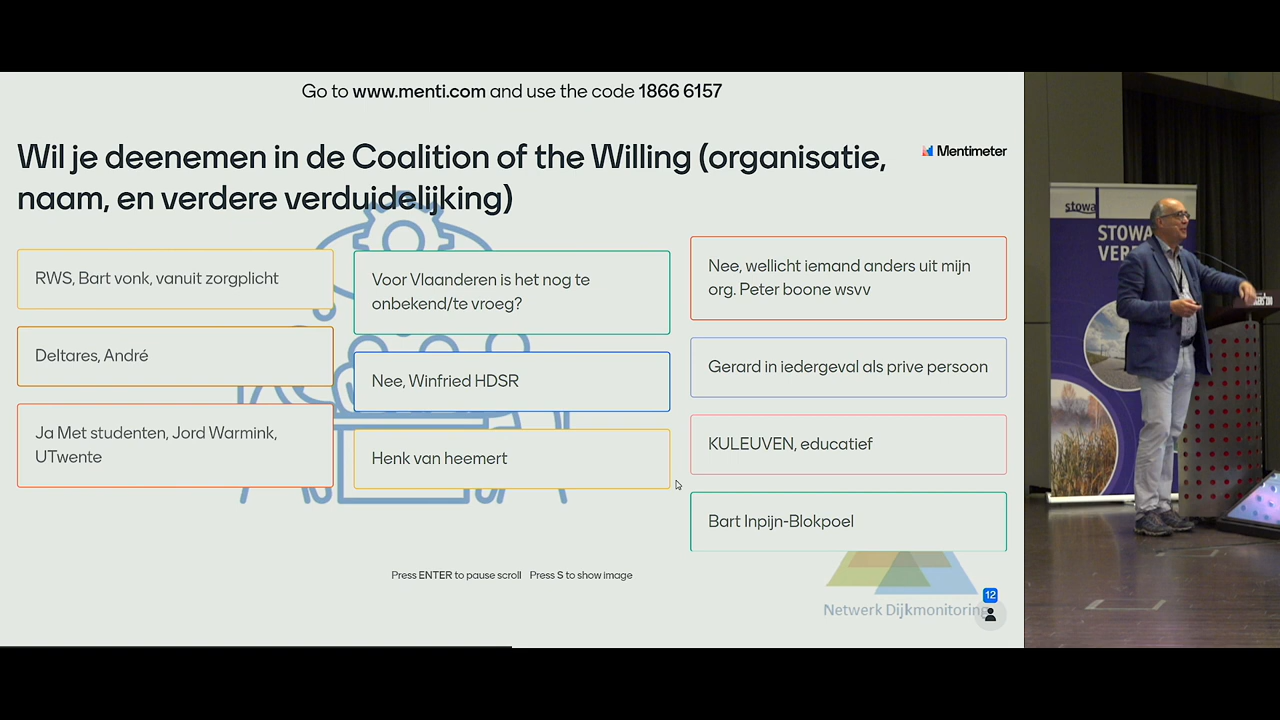 Go to www.menti.com and use the code 1866 6157
Wil je deenemen in de Coalition of the Willing (organisatie,
naam, en verdere verduidelijking)
Mentimeter
RWS, Bart vonk, vanuit zorgplicht
Deltares, André
Ja Met studenten, Jord Warmink,
UTwente
Voor Vlaanderen is het nog te
onbekend/te vroeg?
Nee, Winfried HDSR
Henk van heemert
Nee, wellicht iemand anders uit mijn
org. Peter boone wsvv
Gerard in iedergeval als prive persoon
KULEUVEN, educatief
Bart Inpijn-Blokpoel
Press ENTER to pause scroll Press S to show image
Netwerk Dijkmonitoring
12
stowa
STOWA